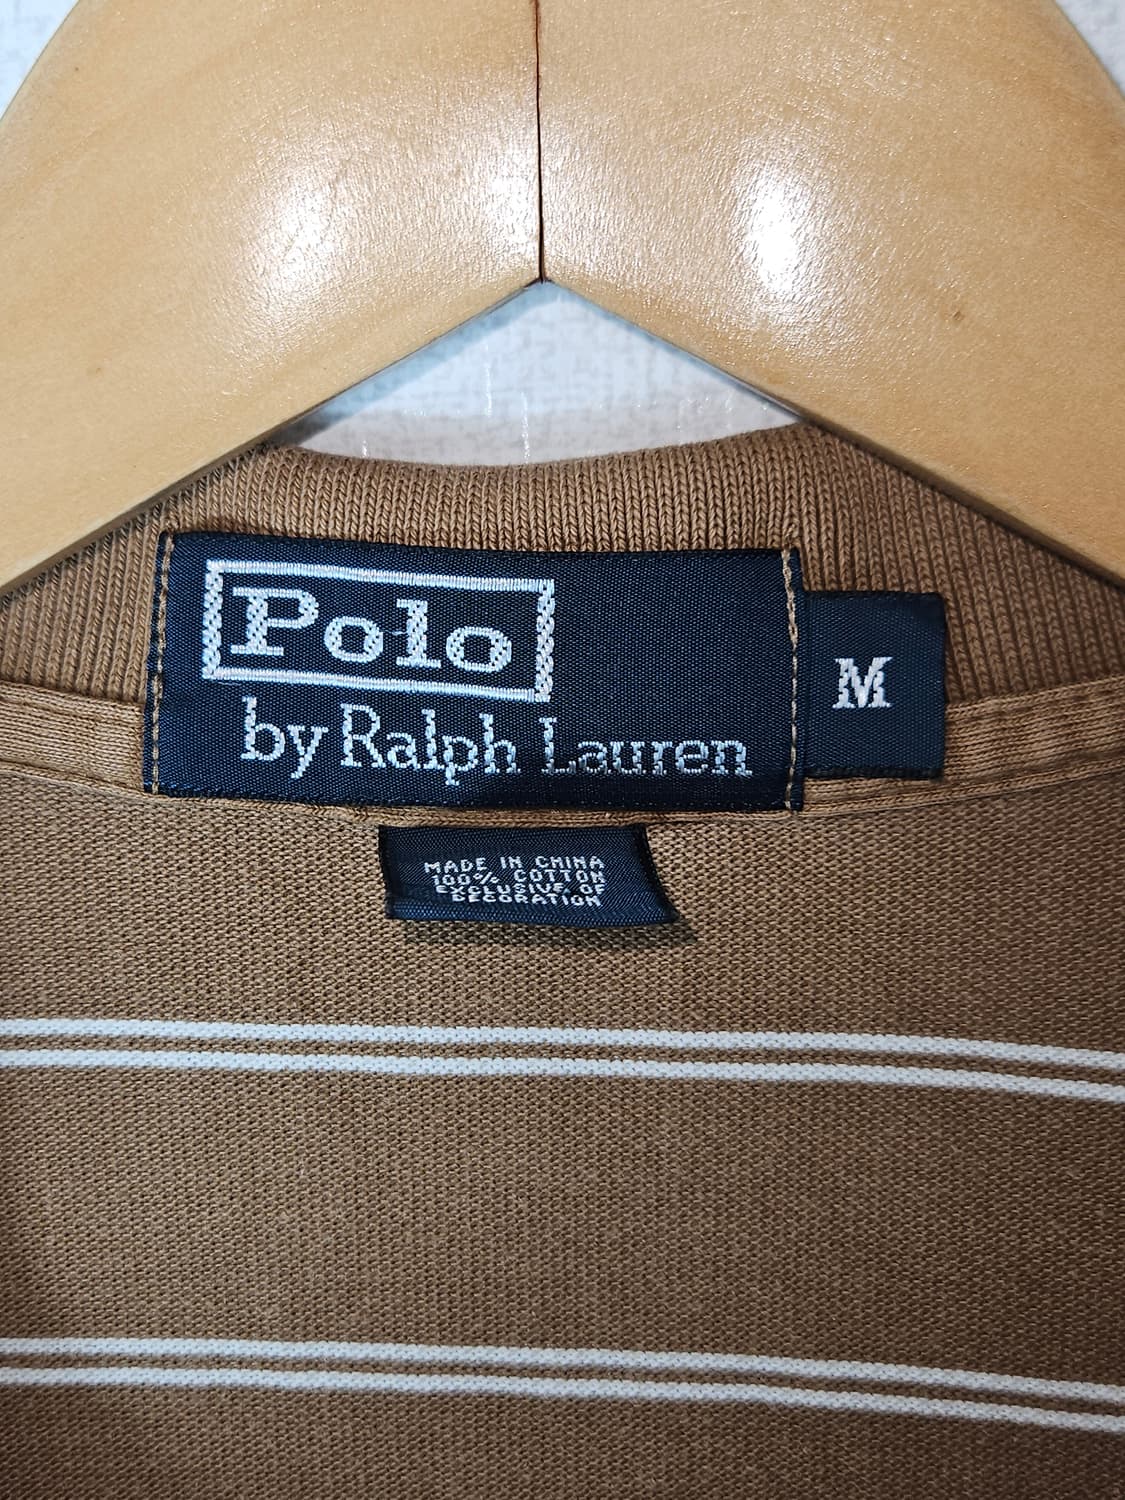 Polo
by Ralph Lauren
M
MADE IN CHINA
100% COTTON
EXCLUSIVE OF
DECORATION